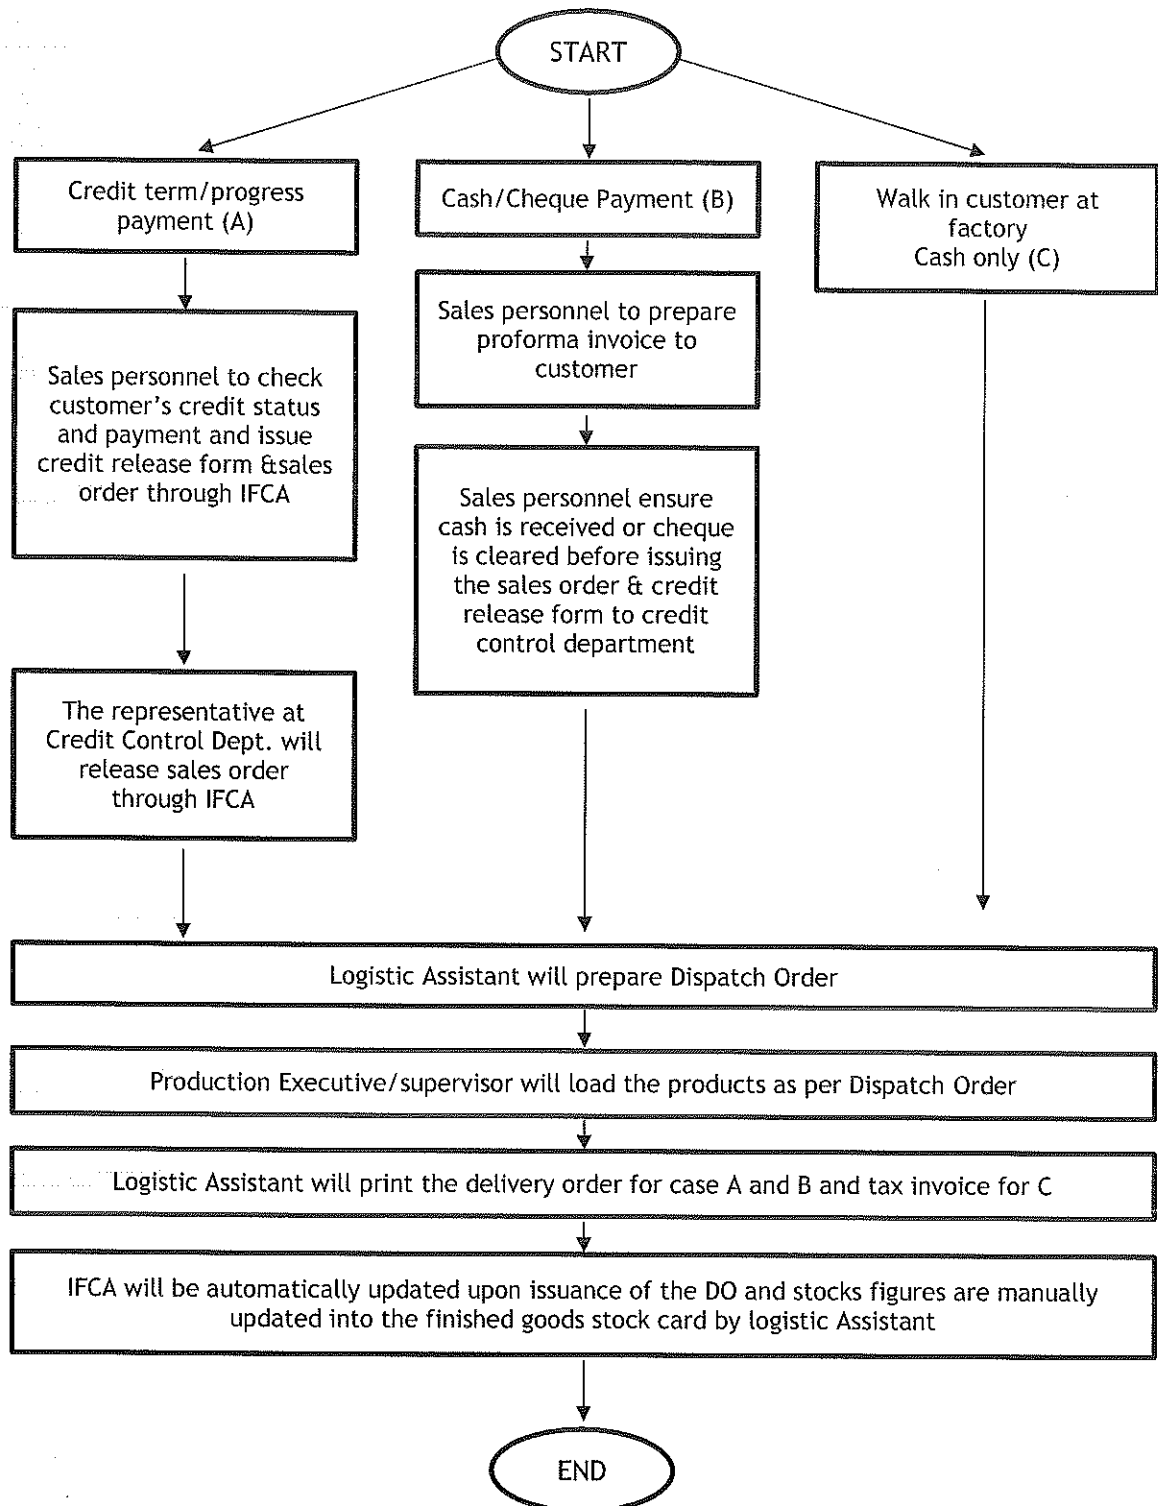 START
Credit term/progress
payment (A)
Cash/Cheque Payment (B)
Walk in customer at
factory
Cash only (C)
Sales personnel to prepare
proforma invoice to
customer
Sales personnel to check
customer's credit status
and payment and issue
credit release form &sales
order through IFCA
Sales personnel ensure
cash is received or cheque
is cleared before issuing
the sales order & credit
release form to credit
control department
The representative at
Credit Control Dept. will
release sales order
through IFCA
Logistic Assistant will prepare Dispatch Order
Production Executive/supervisor will load the products as per Dispatch Order
Logistic Assistant will print the delivery order for case A and B and tax invoice for C
IFCA will be automatically updated upon issuance of the DO and stocks figures are manually
updated into the finished goods stock card by logistic Assistant
END